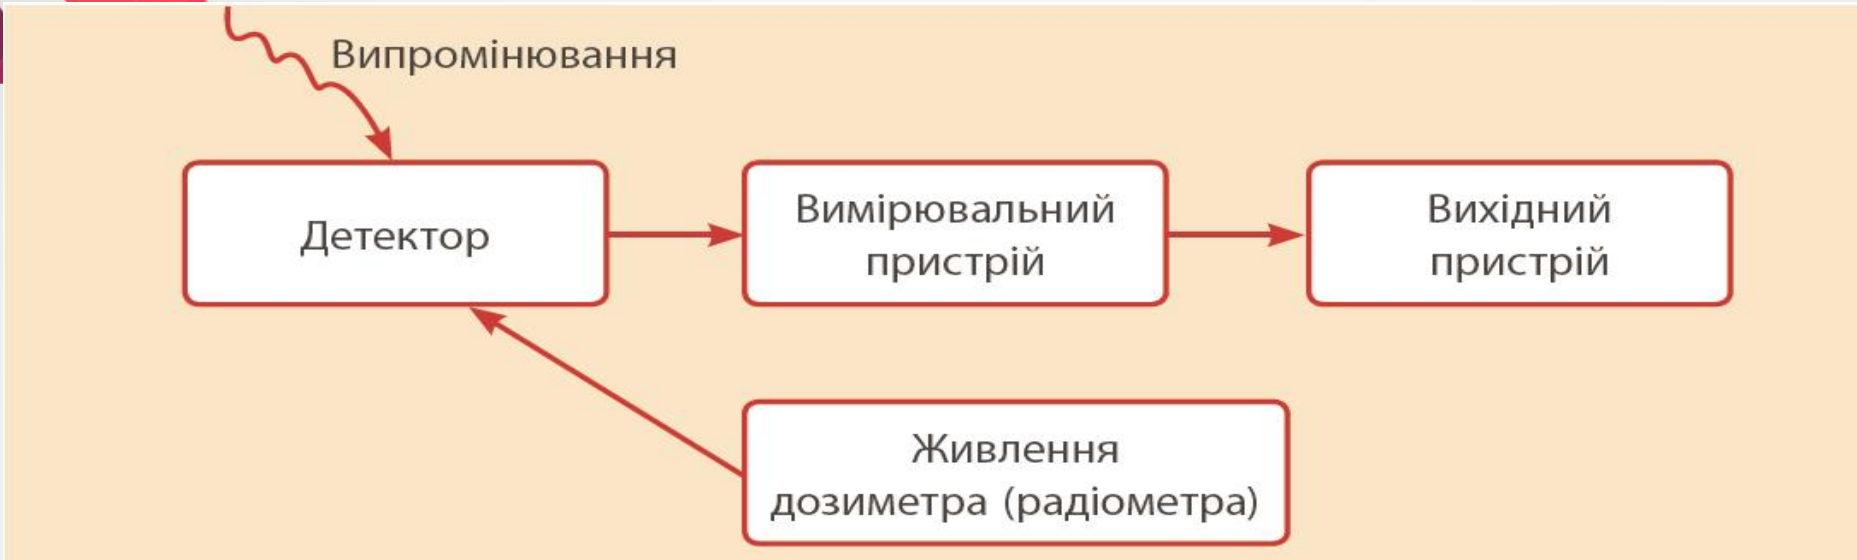 Випромінювання
Детектор
Вимірювальний
пристрій
Вихідний
пристрій
Живлення
дозиметра (радіометра)